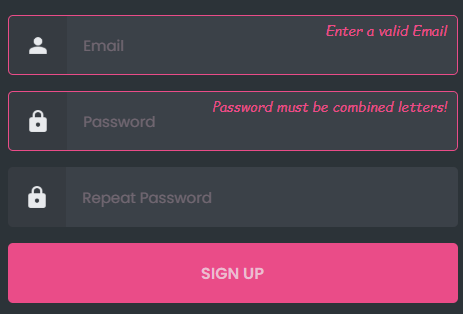 Enter a valid Email
Email
Password must be combined letters!
Password
Repeat Password
SIGN UP